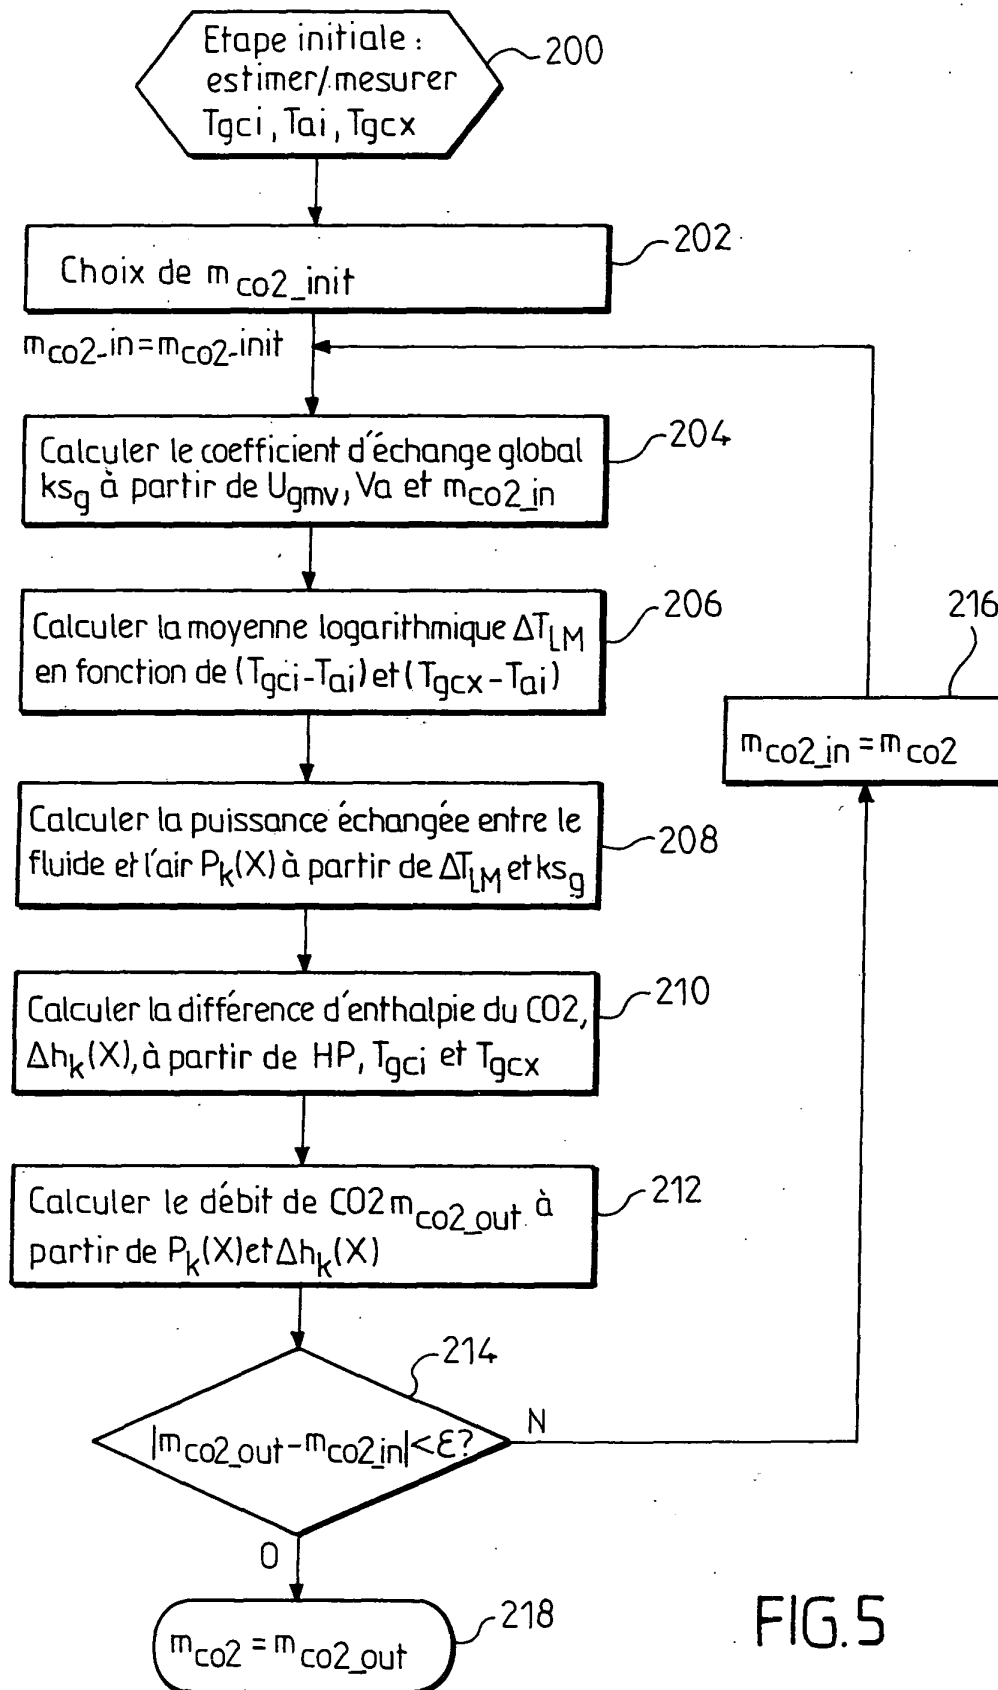 Etape initiale :
estimer/mesurer
Tgci, Tai, Tgcx
200
Choix de mco2_init
202
mco2-in=mco2-init
Calculer le coefficient d'échange global
ksg à partir de Ugmv, Va et mco2_in
204
Calculer la moyenne logarithmique ΔTLM
en fonction de (Tgci-Tai) et (Tgcx-Tai)
206
216
mco2_in=mco2
Calculer la puissance échangée entre le
fluide et l'air Pk(X) à partir de ΔTLM et ksg
208
Calculer la différence d'enthalpie du CO2,
Δhk(X), à partir de HP, Tgci et Tgcx
210
Calculer le débit de CO2 mco2_out à
partir de Pk(X) et Δhk(X)
212
214
|mco2_out-mco2_in|<ε?
N
O
mco2 = mco2_out
218
FIG.5